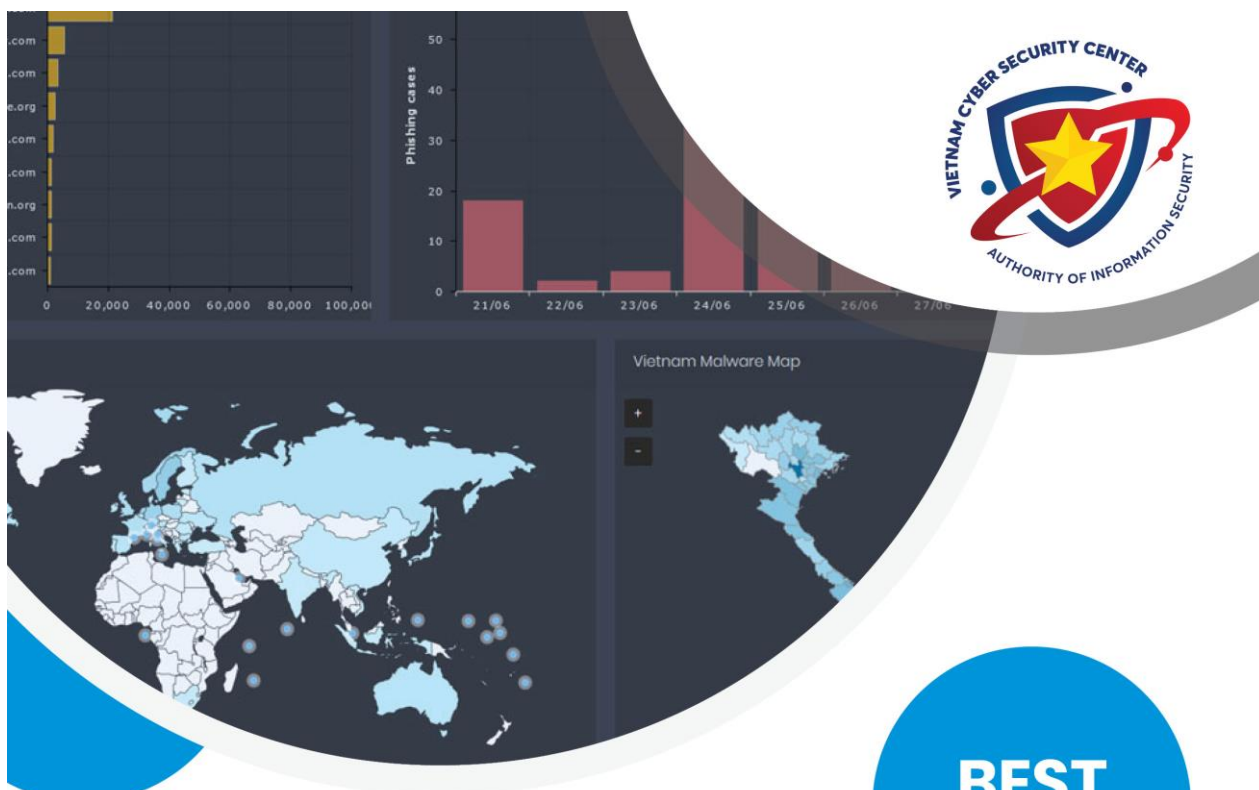 .com
.com
e.org
.com
.com
n.org
.com
.com
0 20,000 40,000 60,000 80,000
Phishing cases
50
40
30
20
10
0
21/06 22/06 23/06 24/06 25/06 26/06 27/06
VIETNAM CYBER SECURITY CENTER
AUTHORITY OF INFORMATION SECURITY
Vietnam Malware Map
+
-
BEST